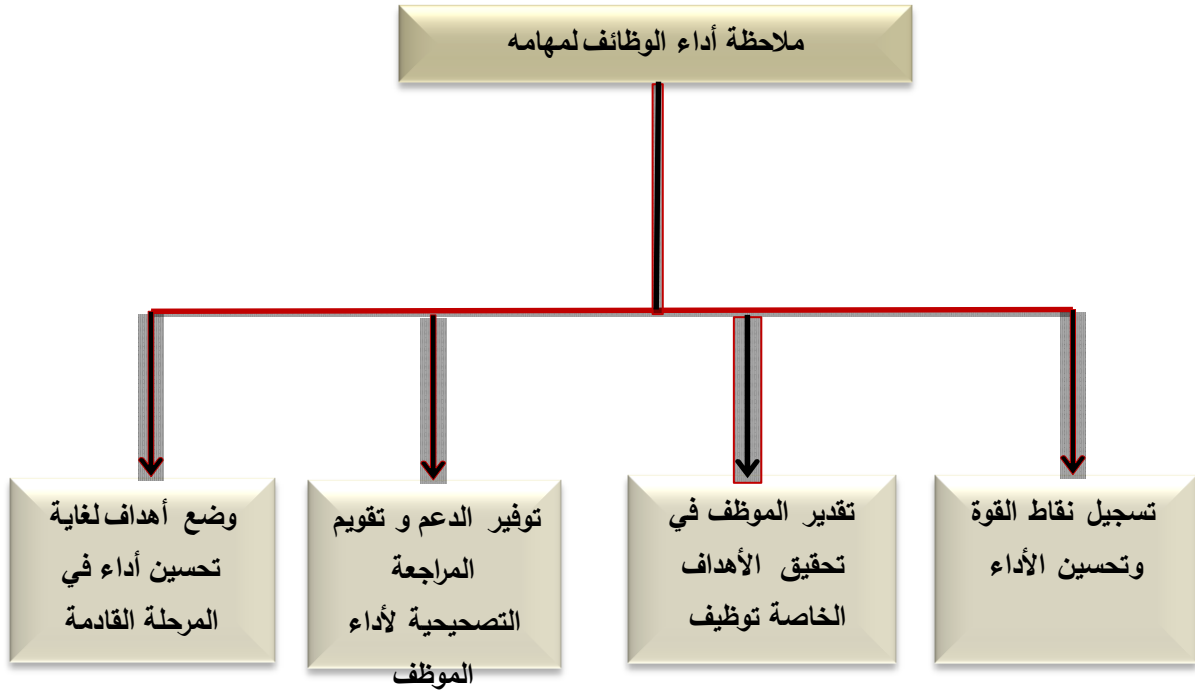 ملاحظة أداء الوظائف لمهامه
تسجيل نقاط القوة
وتحسين الأداء
تقدير الموظف في
تحقيق الأهداف
الخاصة توظيف
توفير الدعم و تقويم
المراجعة
التصحيحية لأداء
الموظف
وضع أهداف لغاية
تحسين أداء في
المرحلة القادمة